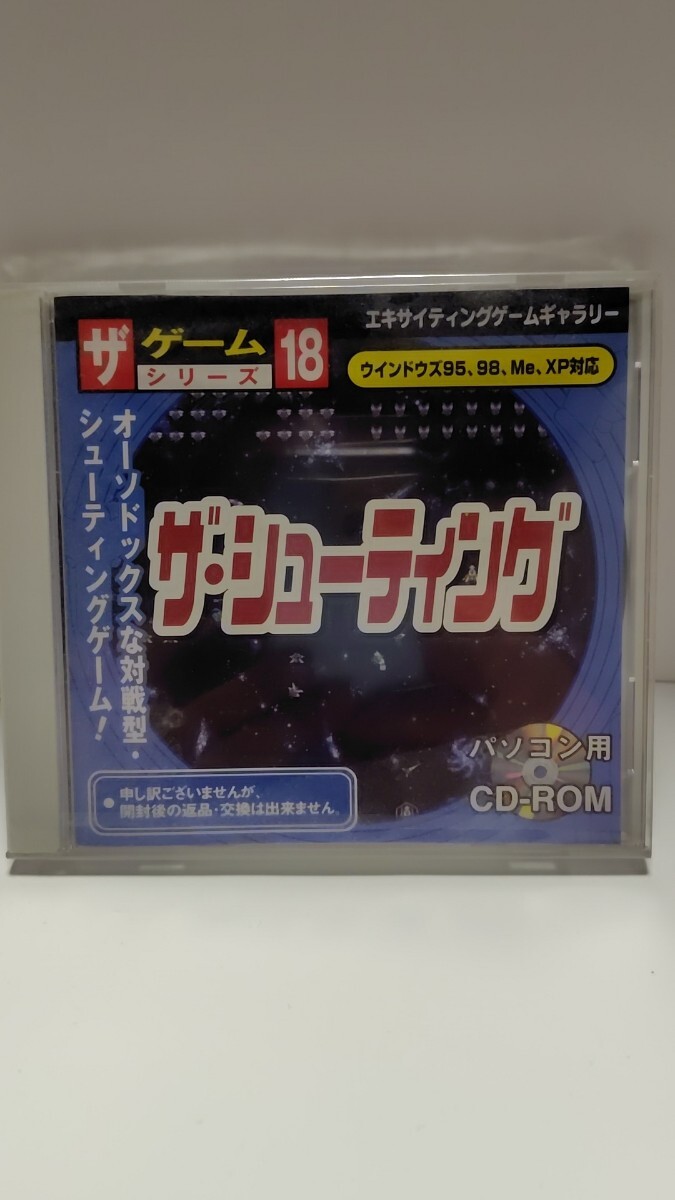 ザ ゲーム シリーズ 18
エキサイティングゲームギャラリー
ウインドウズ95、98、Me、XP対応
オーソドックスな対戦型・
シューティングゲーム!
ザ・シューティング
パソコン用
CD-ROM
申し訳ございませんが、
開封後の返品・交換は出来ません。